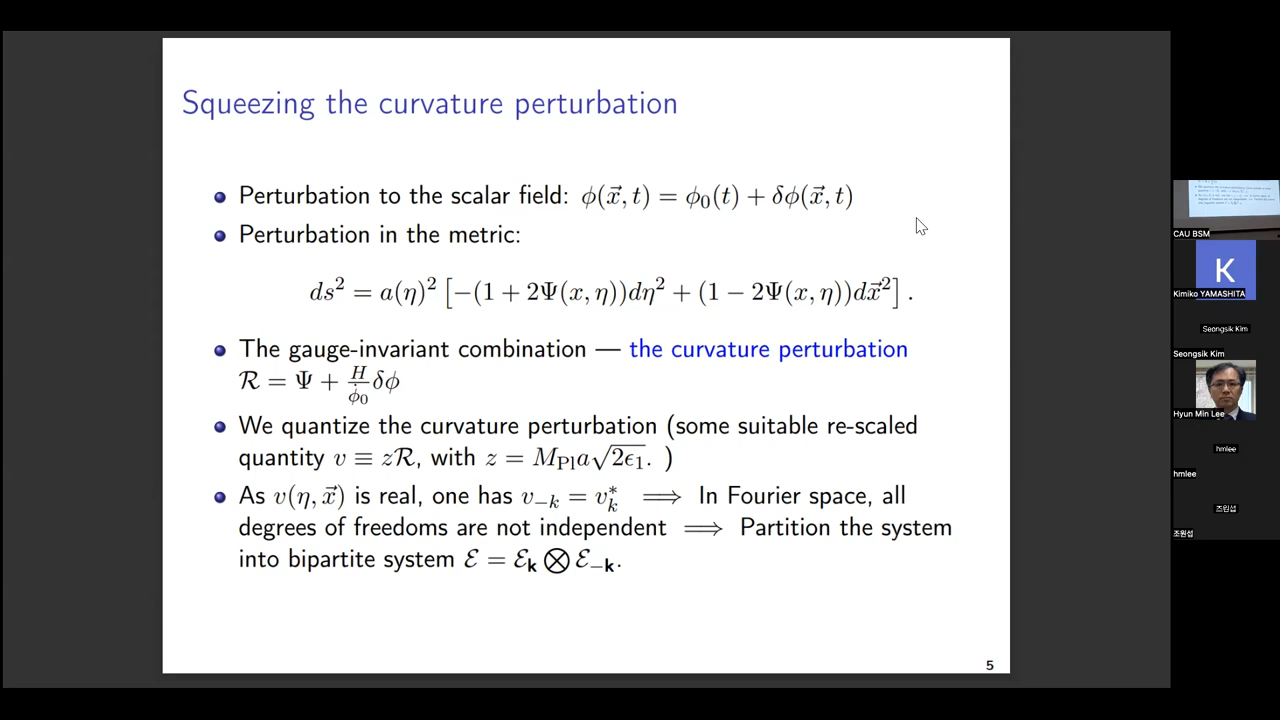 Squeezing the curvature perturbation
Perturbation to the scalar field: ϕ(x⃗, t) = ϕ₀(t) + δϕ(x⃗, t)
Perturbation in the metric:
ds² = a(η)² [−(1 + 2Ψ(x, η))dη² + (1 − 2Ψ(x, η))dx⃗²] .
The gauge-invariant combination — the curvature perturbation
ℛ = Ψ + H/ϕ̇₀ δϕ
We quantize the curvature perturbation (some suitable re-scaled
quantity v ≡ zℛ, with z = M_Pl a√2ϵ₁. )
As v(η, x⃗) is real, one has v₋ₖ = vₖ* ⟹ In Fourier space, all
degrees of freedoms are not independent ⟹ Partition the system
into bipartite system ℰ = ℰ_k ⊗ ℰ_−k.
5
CAU BSM
K
Kimiko YAMASHITA
Seongsik Kim
Seongsik Kim
Hyun Min Lee
hmlee
hmlee
조원섭
조원섭